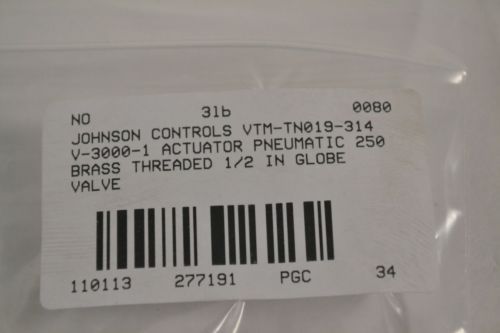 NO 3lb 0080
JOHNSON CONTROLS VTM-TN019-314
V-3000-1 ACTUATOR PNEUMATIC 250
BRASS THREADED 1/2 IN GLOBE
VALVE
110113 277191 PGC 34